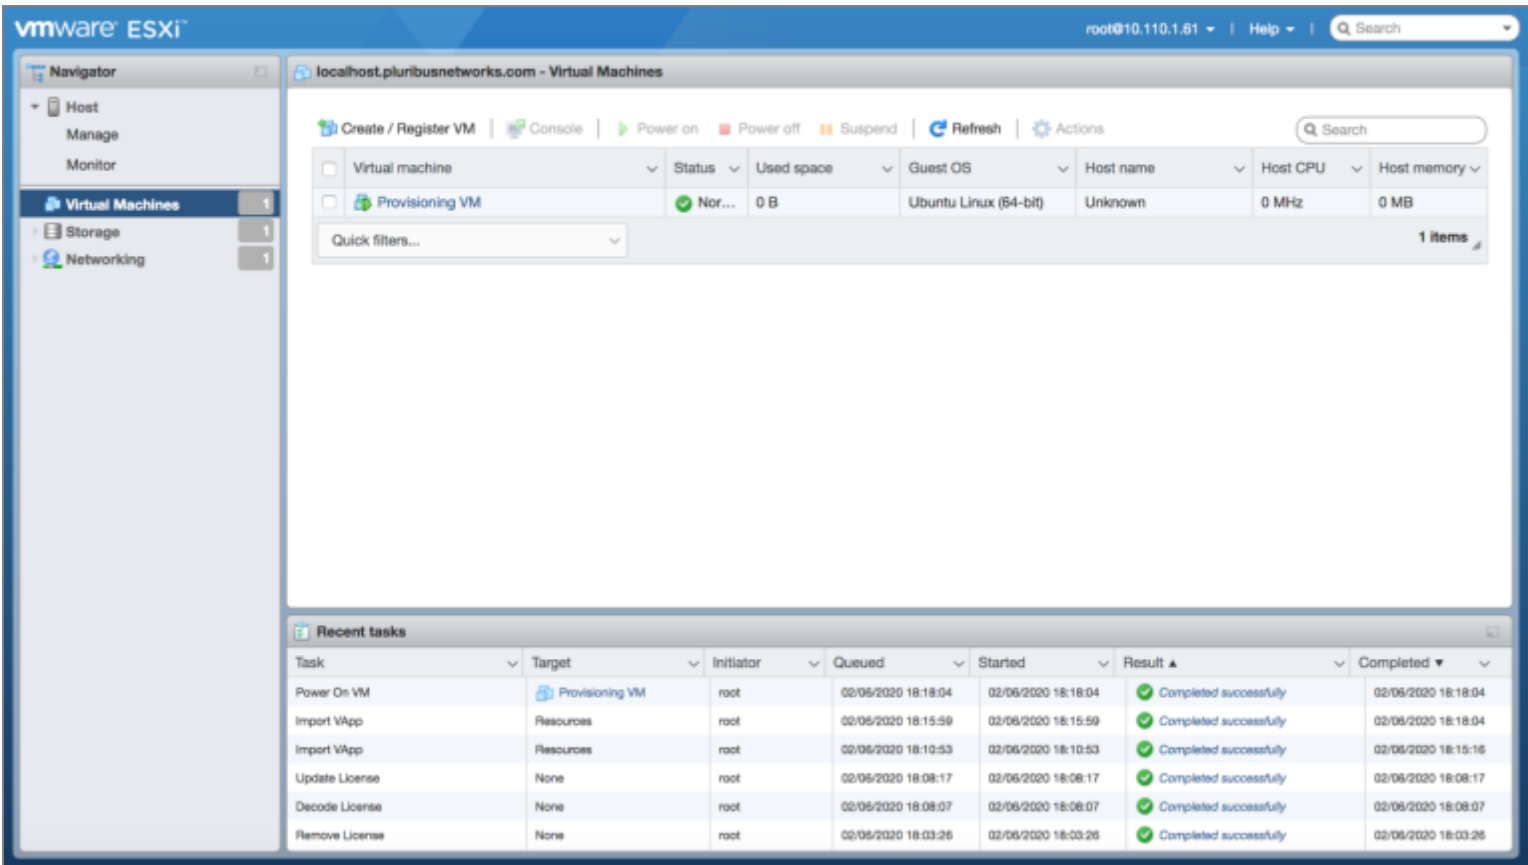 vmware ESXi™
root@10.110.1.61 | Help | Search
Navigator
Host
Manage
Monitor
Virtual Machines 1
Storage 1
Networking 1
localhost.pluribusnetworks.com - Virtual Machines
Create / Register VM | Console | Power on Power off Suspend | Refresh | Actions Search
Virtual machine Status Used space Guest OS Host name Host CPU Host memory
Provisioning VM Nor... 0 B Ubuntu Linux (64-bit) Unknown 0 MHz 0 MB
Quick filters... 1 items
Recent tasks
Task Target Initiator Queued Started Result ▲ Completed ▼
Power On VM Provisioning VM root 02/06/2020 18:18:04 02/06/2020 18:18:04 Completed successfully 02/06/2020 18:18:04
Import VApp Resources root 02/06/2020 18:15:59 02/06/2020 18:15:59 Completed successfully 02/06/2020 18:18:04
Import VApp Resources root 02/06/2020 18:10:53 02/06/2020 18:10:53 Completed successfully 02/06/2020 18:15:16
Update License None root 02/06/2020 18:08:17 02/06/2020 18:08:17 Completed successfully 02/06/2020 18:08:17
Decode License None root 02/06/2020 18:08:07 02/06/2020 18:08:07 Completed successfully 02/06/2020 18:08:07
Remove License None root 02/06/2020 18:03:26 02/06/2020 18:03:26 Completed successfully 02/06/2020 18:03:26